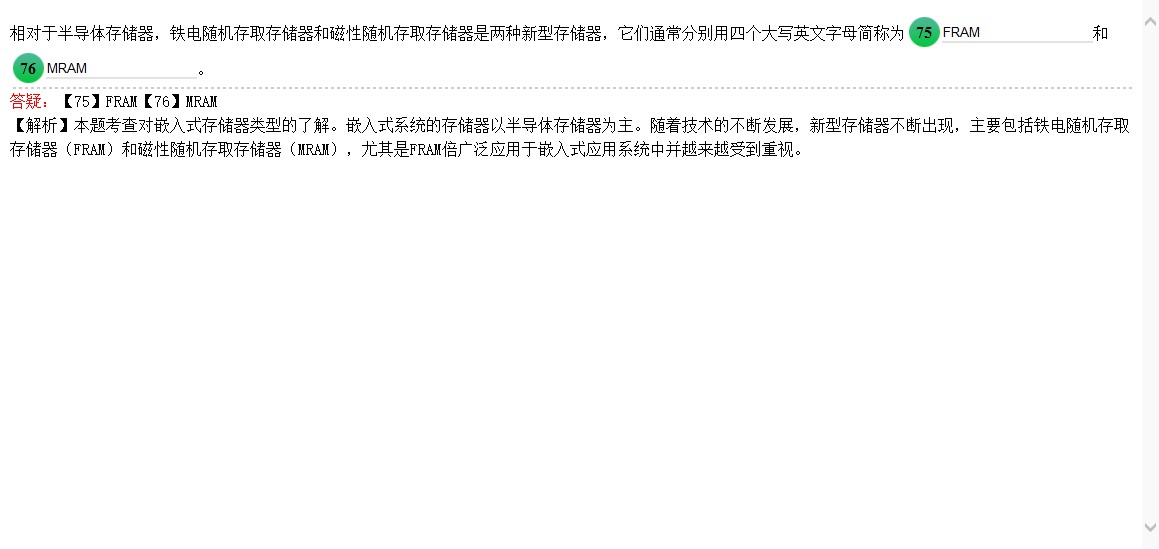 相对于半导体存储器，铁电随机存取存储器和磁性随机存取存储器是两种新型存储器，它们通常分别用四个大写英文字母简称为 75 FRAM 和
76 MRAM 。
答疑：【75】FRAM【76】MRAM
【解析】本题考查对嵌入式存储器类型的了解。嵌入式系统的存储器以半导体存储器为主。随着技术的不断发展，新型存储器不断出现，主要包括铁电随机存取
存储器（FRAM）和磁性随机存取存储器（MRAM），尤其是FRAM倍广泛应用于嵌入式应用系统中并越来越受到重视。